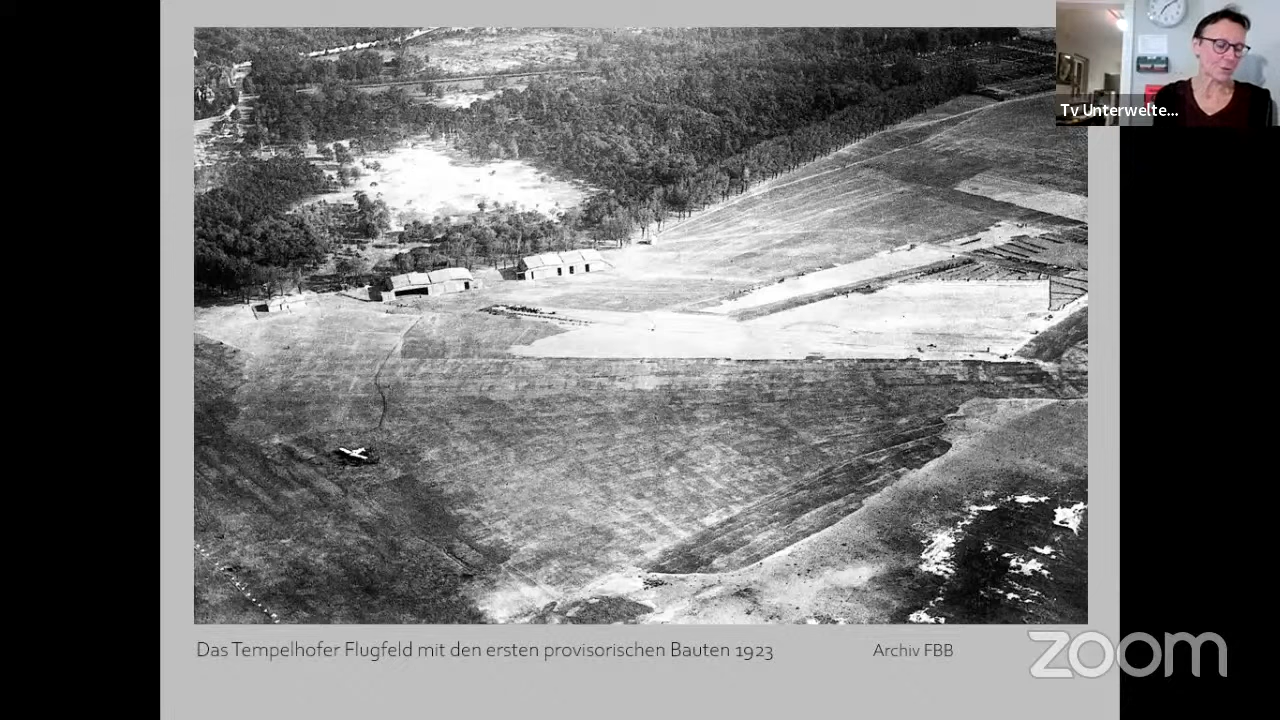 Tv Unterwelte...
Das Tempelhofer Flugfeld mit den ersten provisorischen Bauten 1923
Archiv FBB
zoom